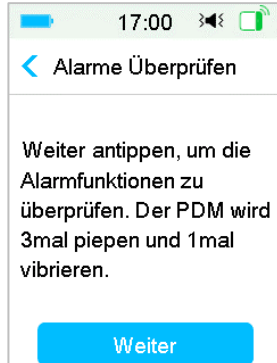 17:00
Alarme Überprüfen
Weiter antippen, um die
Alarmfunktionen zu
überprüfen. Der PDM wird
3mal piepen und 1mal
vibrieren.
Weiter